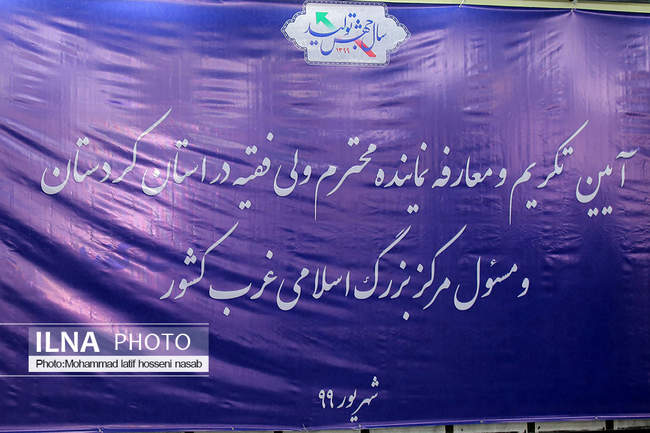 سال جهش تولید
۱۳۹۹
آیین تکریم و معارفه نماینده محترم ولی فقیه در استان کردستان
و مسئول مرکز بزرگ اسلامی غرب کشور
شهریور ۹۹
ILNA PHOTO
Photo:Mohammad latif hosseni nasab